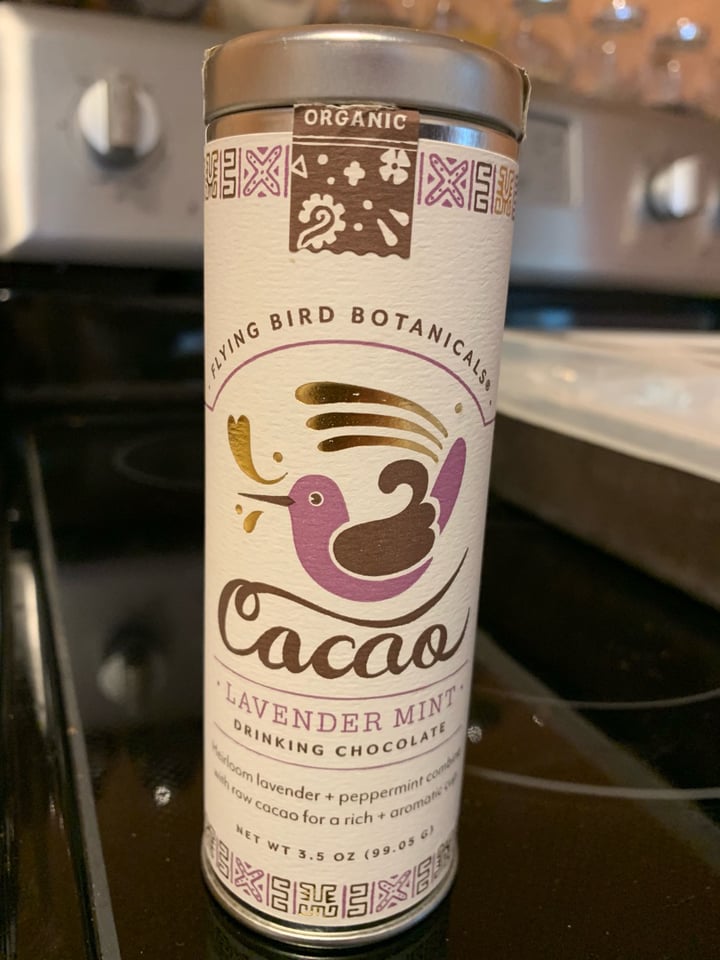 ORGANIC
· FLYING BIRD BOTANICALS® ·
Cacao
· LAVENDER MINT ·
DRINKING CHOCOLATE
Heirloom lavender + peppermint combine
with raw cacao for a rich + aromatic cup
NET WT 3.5 OZ (99.05 G)